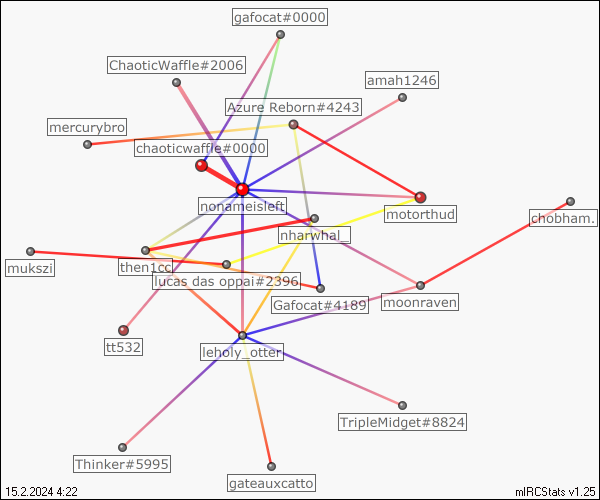 gafocat#0000
ChaoticWaffle#2006
amah1246
Azure Reborn#4243
mercurybro
chaoticwaffle#0000
nonameisleft
motorthud
chobham.
nharwhal_
mukszi
then1cc
lucas das oppai#2396
Gafocat#4189
moonraven
tt532
leholy_otter
TripleMidget#8824
Thinker#5995
gateauxcatto
15.2.2024 4:22
mIRCStats v1.25